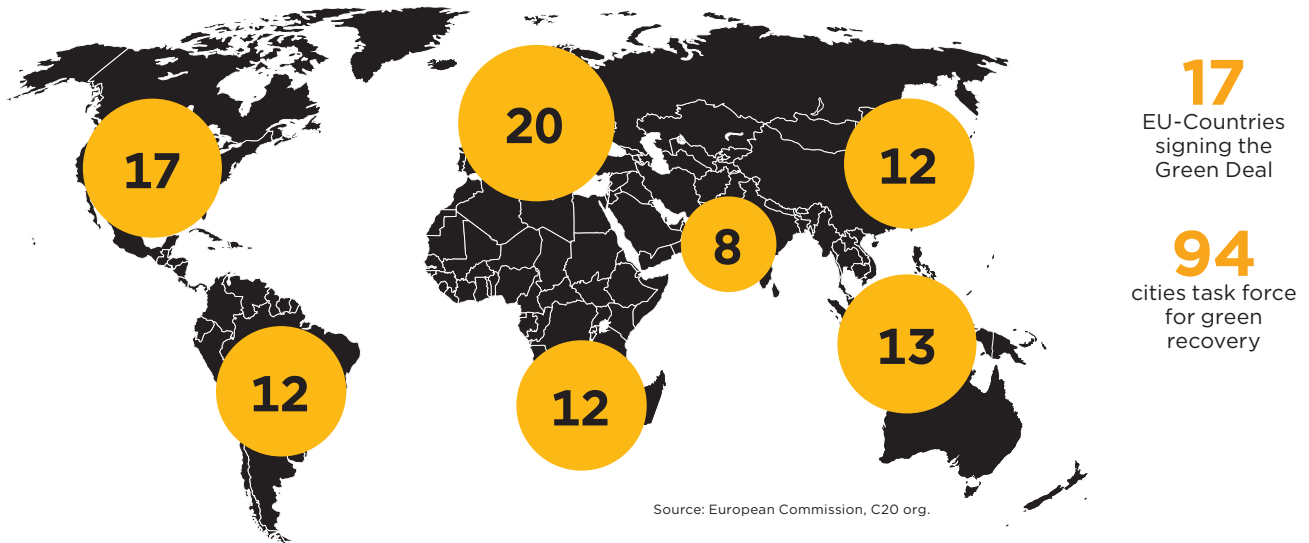 17
20
12
8
13
12
12
Source: European Commission, C20 org.
17
EU-Countries
signing the
Green Deal
94
cities task force
for green
recovery